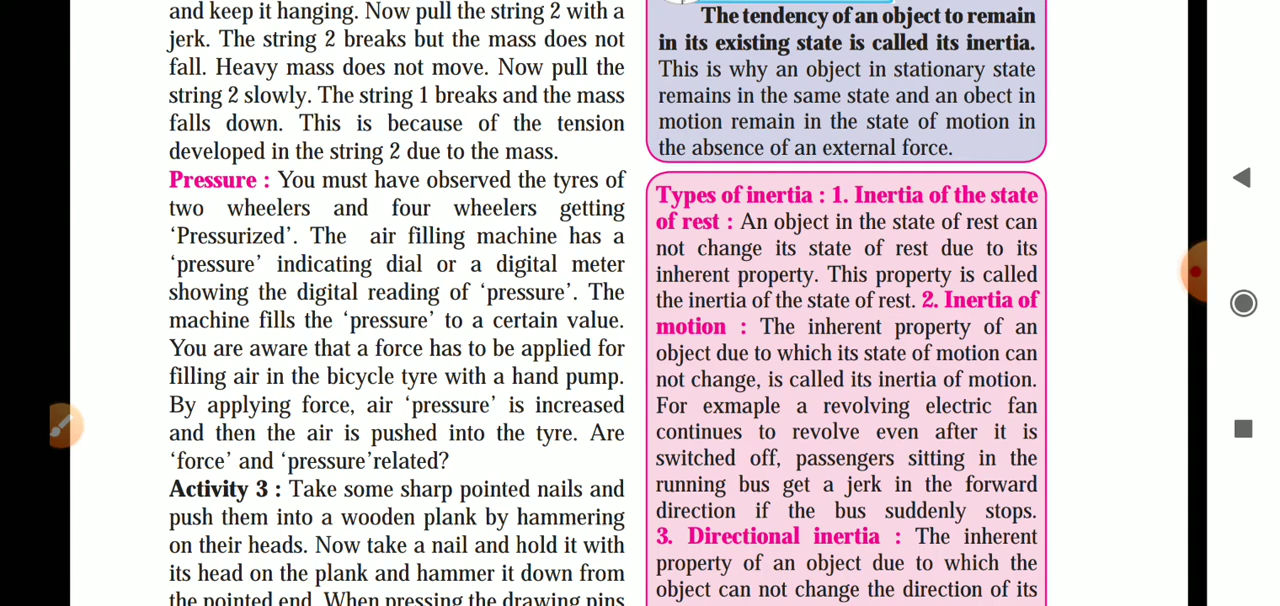 and keep it hanging. Now pull the string 2 with a
jerk. The string 2 breaks but the mass does not
fall. Heavy mass does not move. Now pull the
string 2 slowly. The string 1 breaks and the mass
falls down. This is because of the tension
developed in the string 2 due to the mass.
Pressure : You must have observed the tyres of
two wheelers and four wheelers getting
‘Pressurized’. The air filling machine has a
‘pressure’ indicating dial or a digital meter
showing the digital reading of ‘pressure’. The
machine fills the ‘pressure’ to a certain value.
You are aware that a force has to be applied for
filling air in the bicycle tyre with a hand pump.
By applying force, air ‘pressure’ is increased
and then the air is pushed into the tyre. Are
‘force’ and ‘pressure’related?
Activity 3 : Take some sharp pointed nails and
push them into a wooden plank by hammering
on their heads. Now take a nail and hold it with
its head on the plank and hammer it down from
the pointed end. When pressing the drawing pins
The tendency of an object to remain
in its existing state is called its inertia.
This is why an object in stationary state
remains in the same state and an obect in
motion remain in the state of motion in
the absence of an external force.
Types of inertia : 1. Inertia of the state
of rest : An object in the state of rest can
not change its state of rest due to its
inherent property. This property is called
the inertia of the state of rest. 2. Inertia of
motion : The inherent property of an
object due to which its state of motion can
not change, is called its inertia of motion.
For exmaple a revolving electric fan
continues to revolve even after it is
switched off, passengers sitting in the
running bus get a jerk in the forward
direction if the bus suddenly stops.
3. Directional inertia : The inherent
property of an object due to which the
object can not change the direction of its